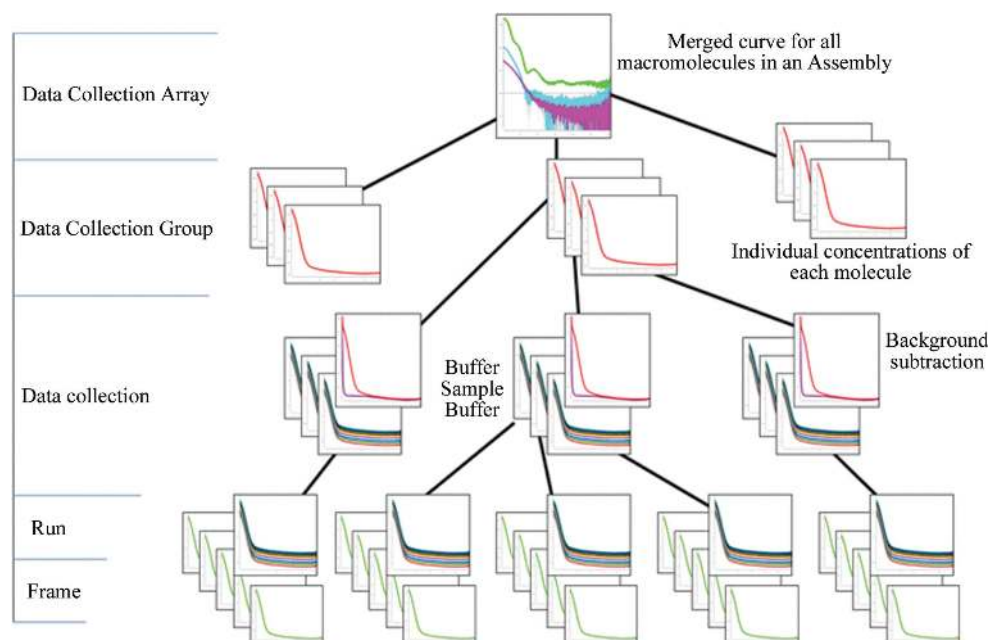 Merged curve for all
macromolecules in an Assembly
Data Collection Array
Data Collection Group
Individual concentrations of
each molecule
Background
subtraction
Buffer
Sample
Buffer
Data collection
Run
Frame